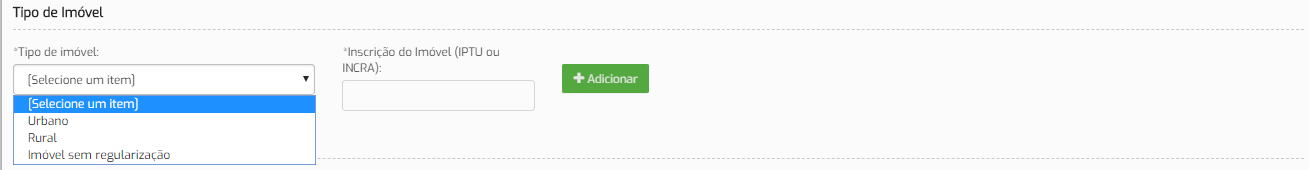 Tipo de Imóvel
*Tipo de imóvel:
[Selecione um item]
[Selecione um item]
Urbano
Rural
Imóvel sem regularização
*Inscrição do Imóvel (IPTU ou
INCRA):
Adicionar